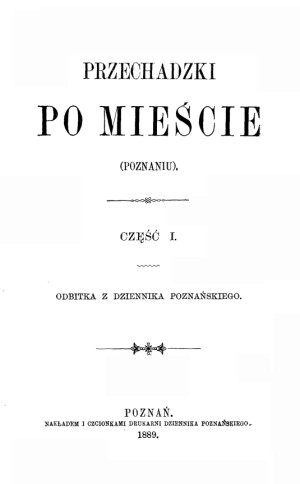 PRZECHADZKI
PO MIEŚCIE
(POZNANIU).
CZĘŚĆ I.
ODBITKA Z DZIENNIKA POZNAŃSKIEGO.
POZNAŃ.
NAKŁADEM I CZCIONKAMI DRUKARNI DZIENNIKA POZNAŃSKIEGO.
1889.